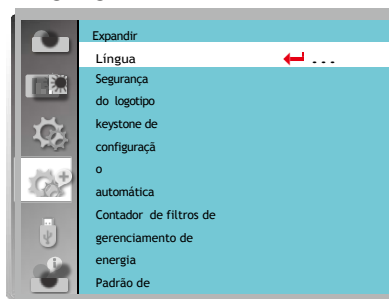 Expandir
Língua ...
Segurança
do logotipo
keystone de
configuraçã
o
automática
Contador de filtros de
gerenciamento de
energia
Padrão de